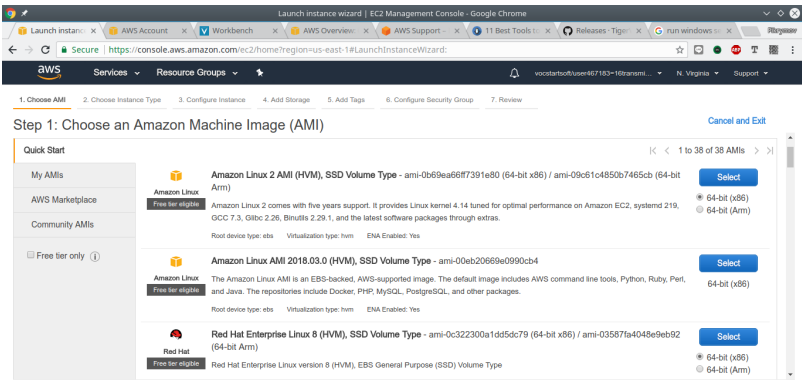 Launch instance wizard | EC2 Management Console - Google Chrome
Launch instanc
AWS Account
Workbench
AWS Overview
AWS Support -
11 Best Tools to
Releases · Tiger
run windows se
Secure https://console.aws.amazon.com/ec2/home?region=us-east-1#LaunchInstanceWizard:
aws Services Resource Groups vocstartsoft/user467183=16transmi... N. Virginia Support
1. Choose AMI 2. Choose Instance Type 3. Configure Instance 4. Add Storage 5. Add Tags 6. Configure Security Group 7. Review
Step 1: Choose an Amazon Machine Image (AMI) Cancel and Exit
Quick Start
My AMIs
AWS Marketplace
Community AMIs
Free tier only
1 to 38 of 38 AMIs
Amazon Linux
Free tier eligible
Amazon Linux 2 AMI (HVM), SSD Volume Type - ami-0b69ea66ff7391e80 (64-bit x86) / ami-09c61c4850b7465cb (64-bit
Arm)
Amazon Linux 2 comes with five years support. It provides Linux kernel 4.14 tuned for optimal performance on Amazon EC2, systemd 219,
GCC 7.3, Glibc 2.26, Binutils 2.29.1, and the latest software packages through extras.
Root device type: ebs Virtualization type: hvm ENA Enabled: Yes
Select
64-bit (x86)
64-bit (Arm)
Amazon Linux
Free tier eligible
Amazon Linux AMI 2018.03.0 (HVM), SSD Volume Type - ami-00eb20669e0990cb4
The Amazon Linux AMI is an EBS-backed, AWS-supported image. The default image includes AWS command line tools, Python, Ruby, Perl,
and Java. The repositories include Docker, PHP, MySQL, PostgreSQL, and other packages.
Root device type: ebs Virtualization type: hvm ENA Enabled: Yes
Select
64-bit (x86)
Red Hat
Free tier eligible
Red Hat Enterprise Linux 8 (HVM), SSD Volume Type - ami-0c322300a1dd5dc79 (64-bit x86) / ami-03587fa4048e9eb92
(64-bit Arm)
Red Hat Enterprise Linux version 8 (HVM), EBS General Purpose (SSD) Volume Type
Select
64-bit (x86)
64-bit (Arm)